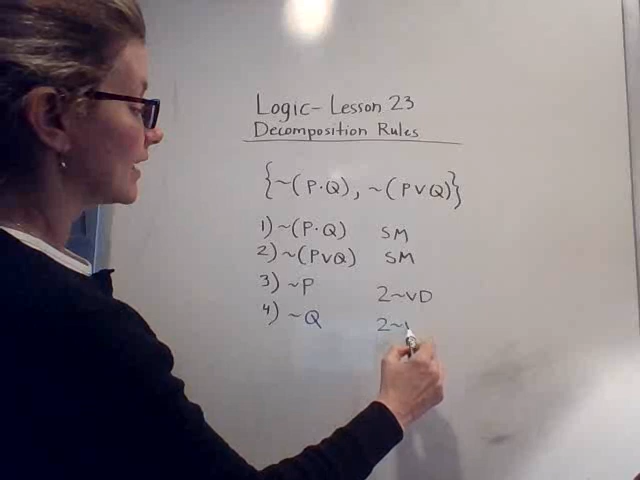 Logic- Lesson 23
Decomposition Rules
{~(P·Q), ~(PvQ)}
1) ~(P·Q) SM
2) ~(PvQ) SM
3) ~P 2~vD
4) ~Q 2~